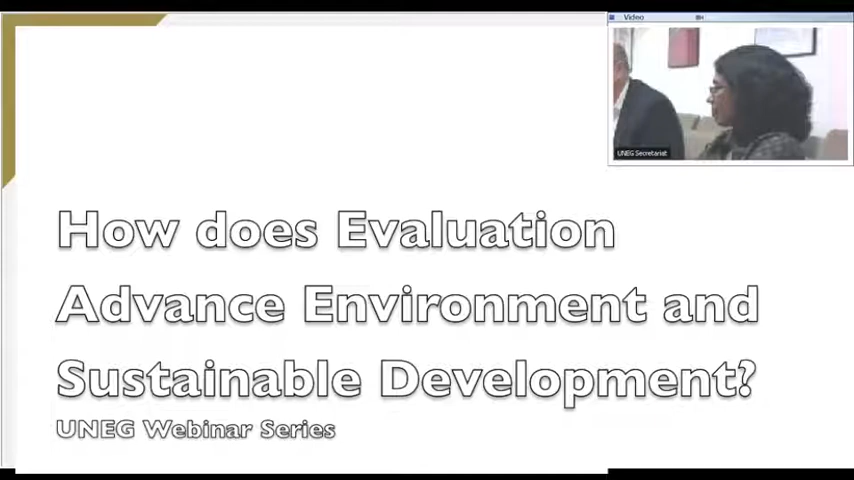 Video
UNEG Secretariat
How does Evaluation
Advance Environment and
Sustainable Development?
UNEG Webinar Series